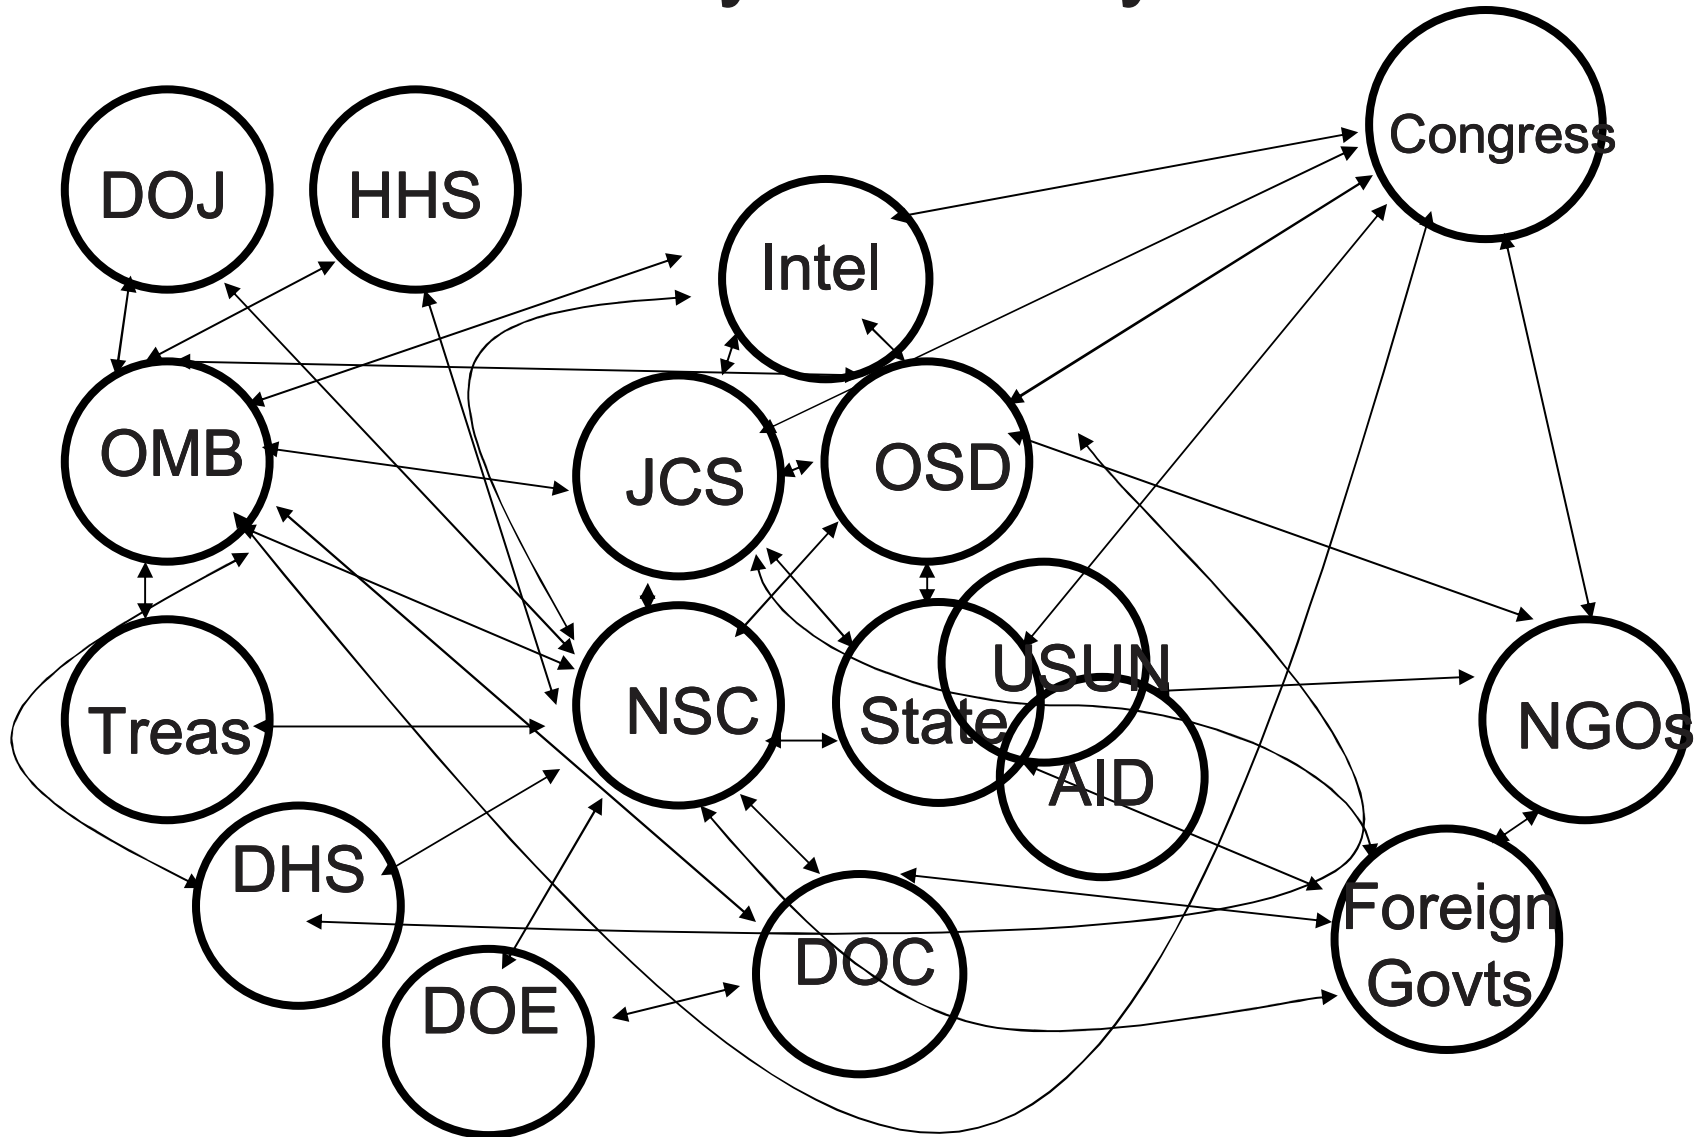 Congress
DOJ
HHS
Intel
OMB
JCS
OSD
USUN
NSC
State
Treas
NGOs
AID
DHS
Foreign
Govts
DOC
DOE